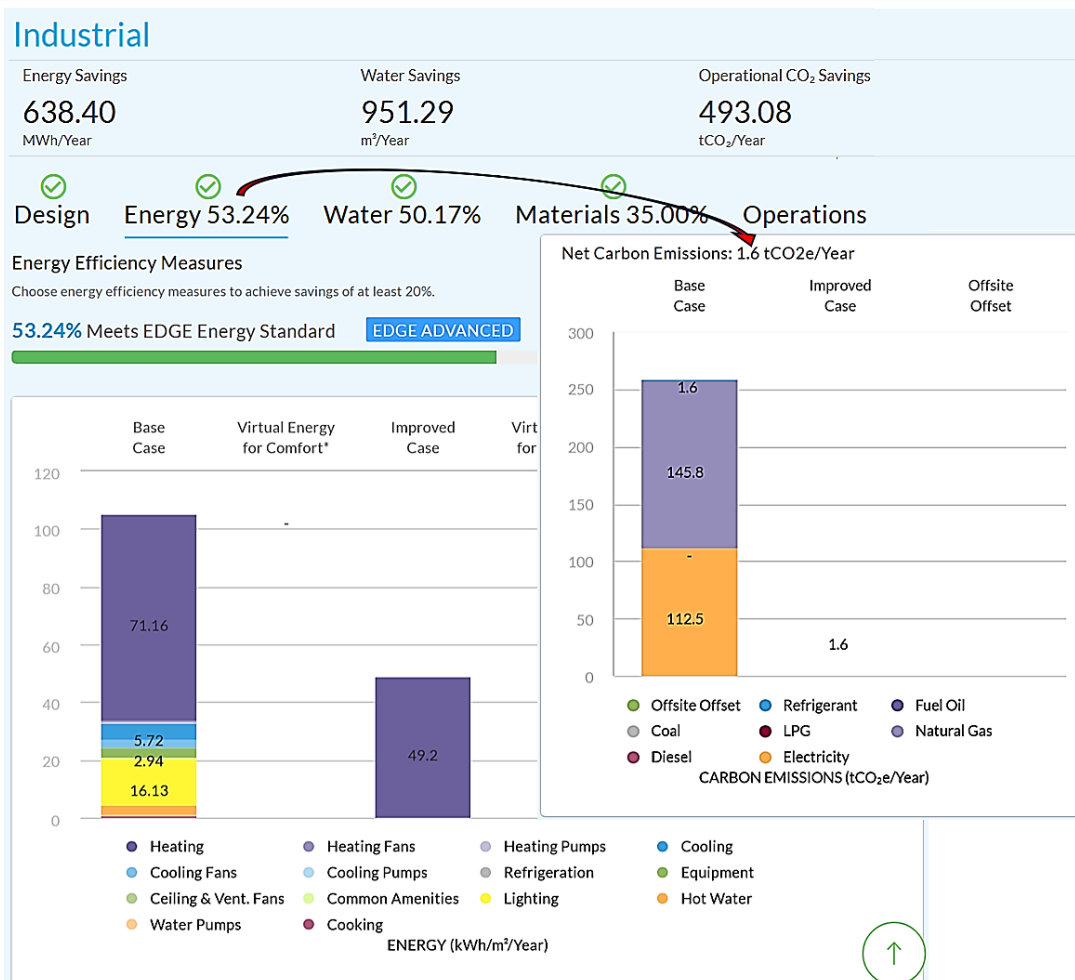 Industrial
Energy Savings
Water Savings
Operational CO₂ Savings
638.40
951.29
493.08
MWh/Year
m³/Year
tCO₂/Year
Design
Energy 53.24%
Water 50.17%
Materials 35.00%
Operations
Energy Efficiency Measures
Choose energy efficiency measures to achieve savings of at least 20%.
53.24% Meets EDGE Energy Standard
EDGE ADVANCED
Base
Case
Virtual Energy
for Comfort*
Improved
Case
Virt
for
120
100
80
60
40
20
0
71.16
5.72
2.94
16.13
-
49.2
Heating
Heating Fans
Heating Pumps
Cooling
Cooling Fans
Cooling Pumps
Refrigeration
Equipment
Ceiling & Vent. Fans
Common Amenities
Lighting
Hot Water
Water Pumps
Cooking
ENERGY (kWh/m²/Year)
Net Carbon Emissions: 1.6 tCO2e/Year
Base
Case
Improved
Case
Offsite
Offset
300
250
200
150
100
50
0
1.6
145.8
-
112.5
1.6
Offsite Offset
Refrigerant
Fuel Oil
Coal
LPG
Natural Gas
Diesel
Electricity
CARBON EMISSIONS (tCO₂e/Year)